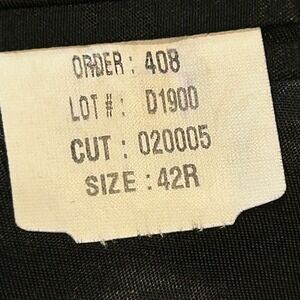 ORDER: 408
LOT #: D1900
CUT : 020005
SIZE : 42R